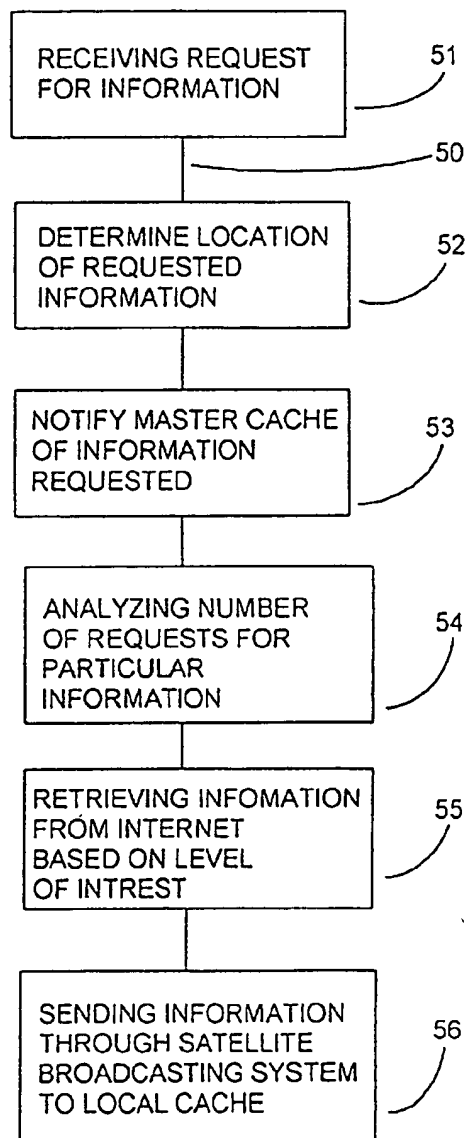 RECEIVING REQUEST
FOR INFORMATION
51
50
DETERMINE LOCATION
OF REQUESTED
INFORMATION
52
NOTIFY MASTER CACHE
OF INFORMATION
REQUESTED
53
ANALYZING NUMBER
OF REQUESTS FOR
PARTICULAR
INFORMATION
54
RETRIEVING INFOMATION
FROM INTERNET
BASED ON LEVEL
OF INTREST
55
SENDING INFORMATION
THROUGH SATELLITE
BROADCASTING SYSTEM
TO LOCAL CACHE
56